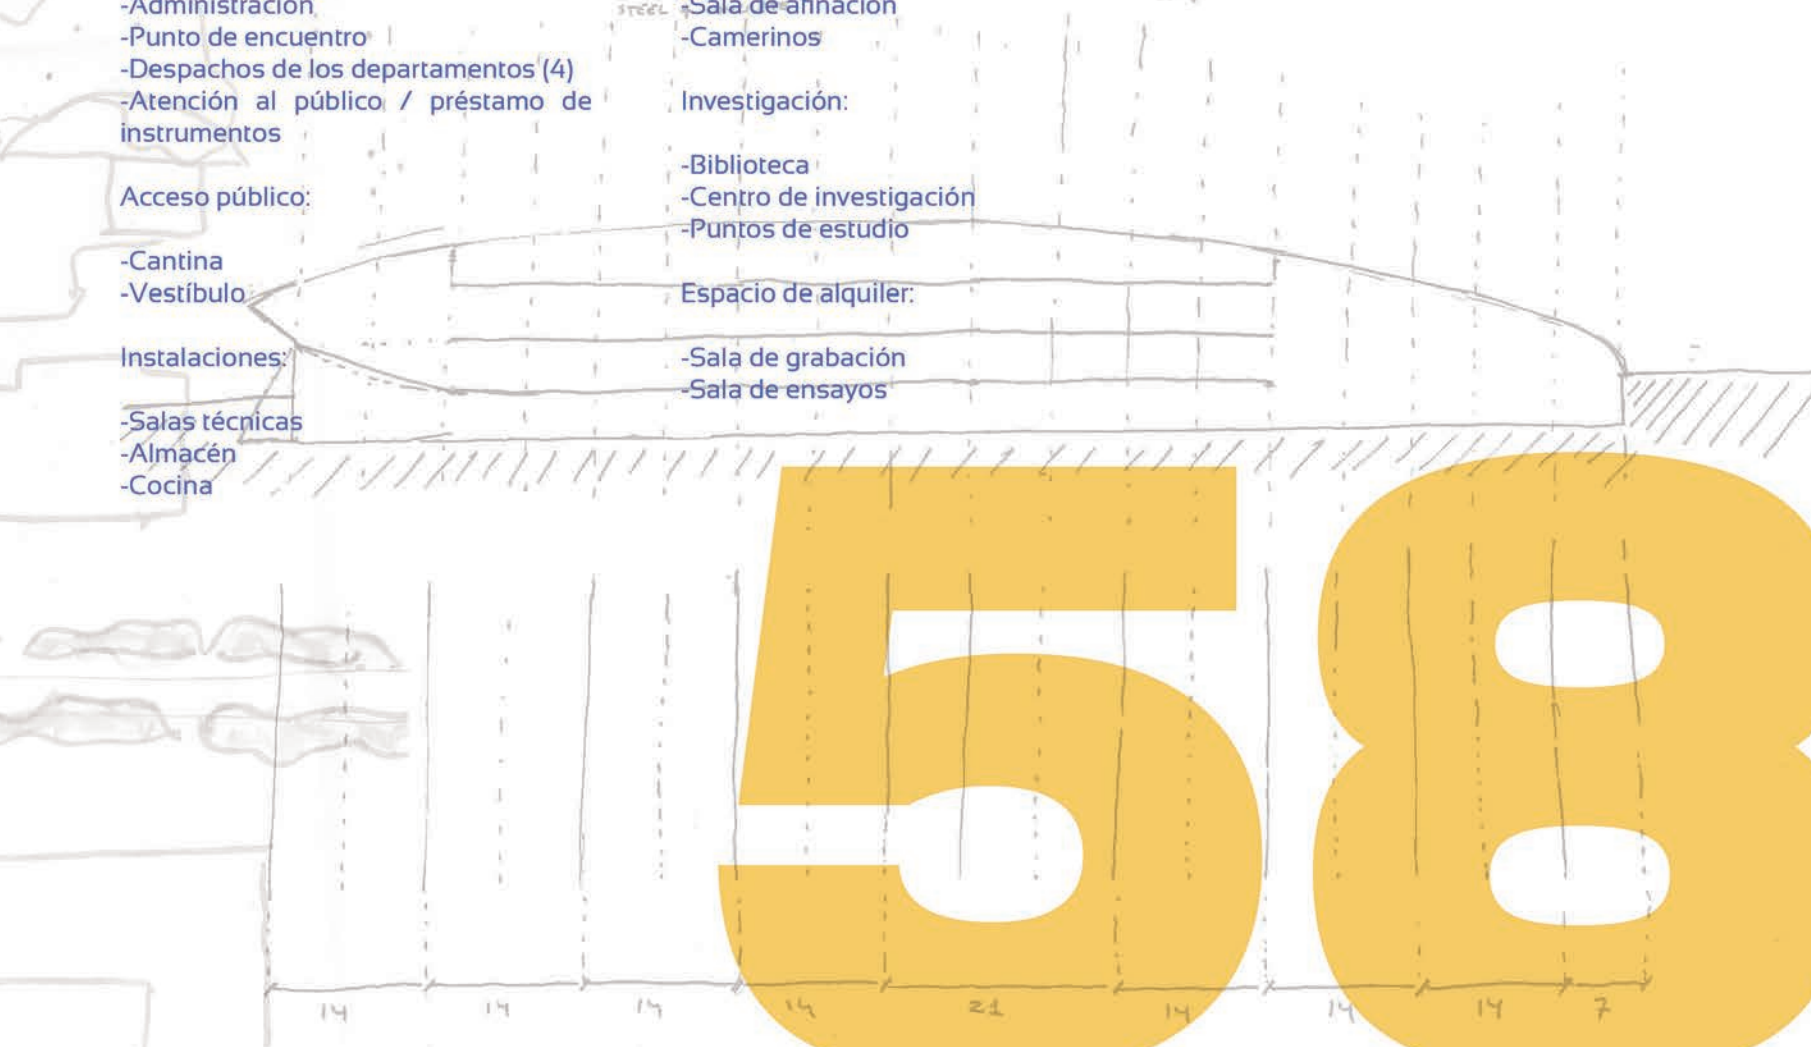 -Administración
-Punto de encuentro
-Despachos de los departamentos (4)
-Atención al público / préstamo de
instrumentos
Acceso público:
-Cantina
-Vestíbulo
Instalaciones:
-Salas técnicas
-Almacén
-Cocina
STEEL
-Sala de afinación
-Camerinos
Investigación:
-Biblioteca
-Centro de investigación
-Puntos de estudio
Espacio de alquiler:
-Sala de grabación
-Sala de ensayos
58
14 14 14 14 21 14 14 14 7